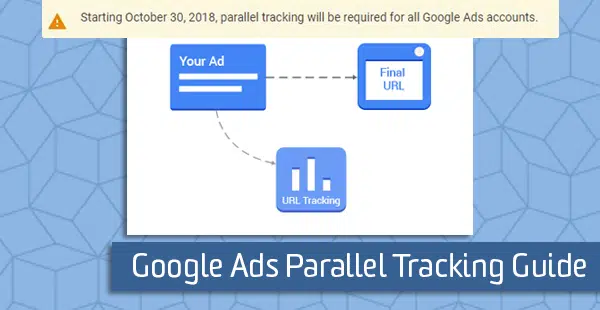 Starting October 30, 2018, parallel tracking will be required for all Google Ads accounts.
Your Ad
Final
URL
URL Tracking
Google Ads Parallel Tracking Guide